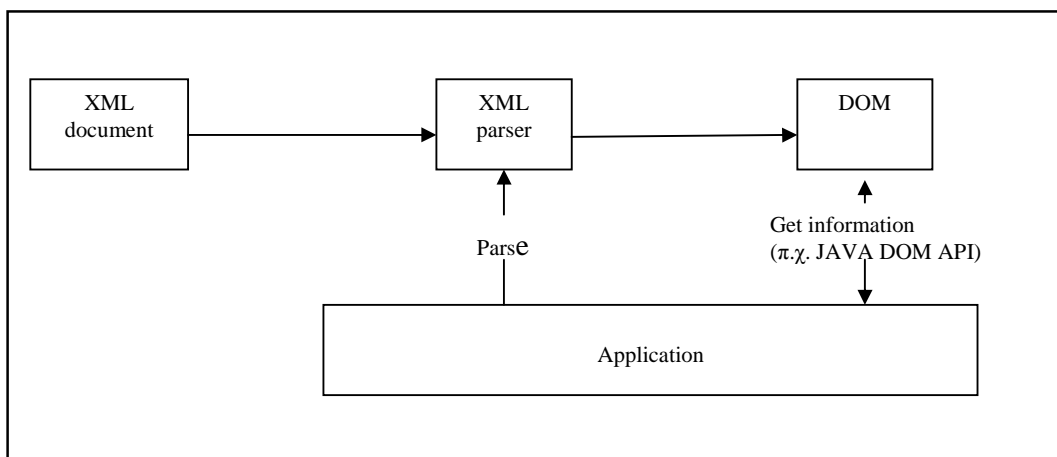 XML
document
XML
parser
DOM
Parse
Get information
(π.χ. JAVA DOM API)
Application